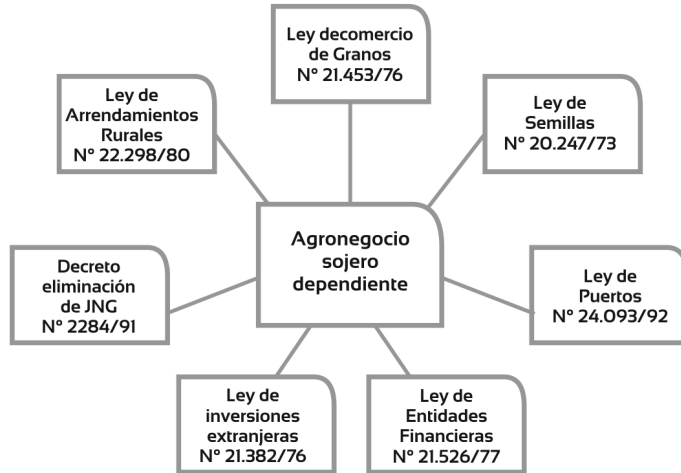 Ley decomercio
de Granos
N° 21.453/76
Ley de
Arrendamientos
Rurales
N° 22.298/80
Ley de
Semillas
N° 20.247/73
Agronegocio
sojero
dependiente
Decreto
eliminación
de JNG
N° 2284/91
Ley de
Puertos
N° 24.093/92
Ley de
inversiones
extranjeras
N° 21.382/76
Ley de
Entidades
Financieras
N° 21.526/77